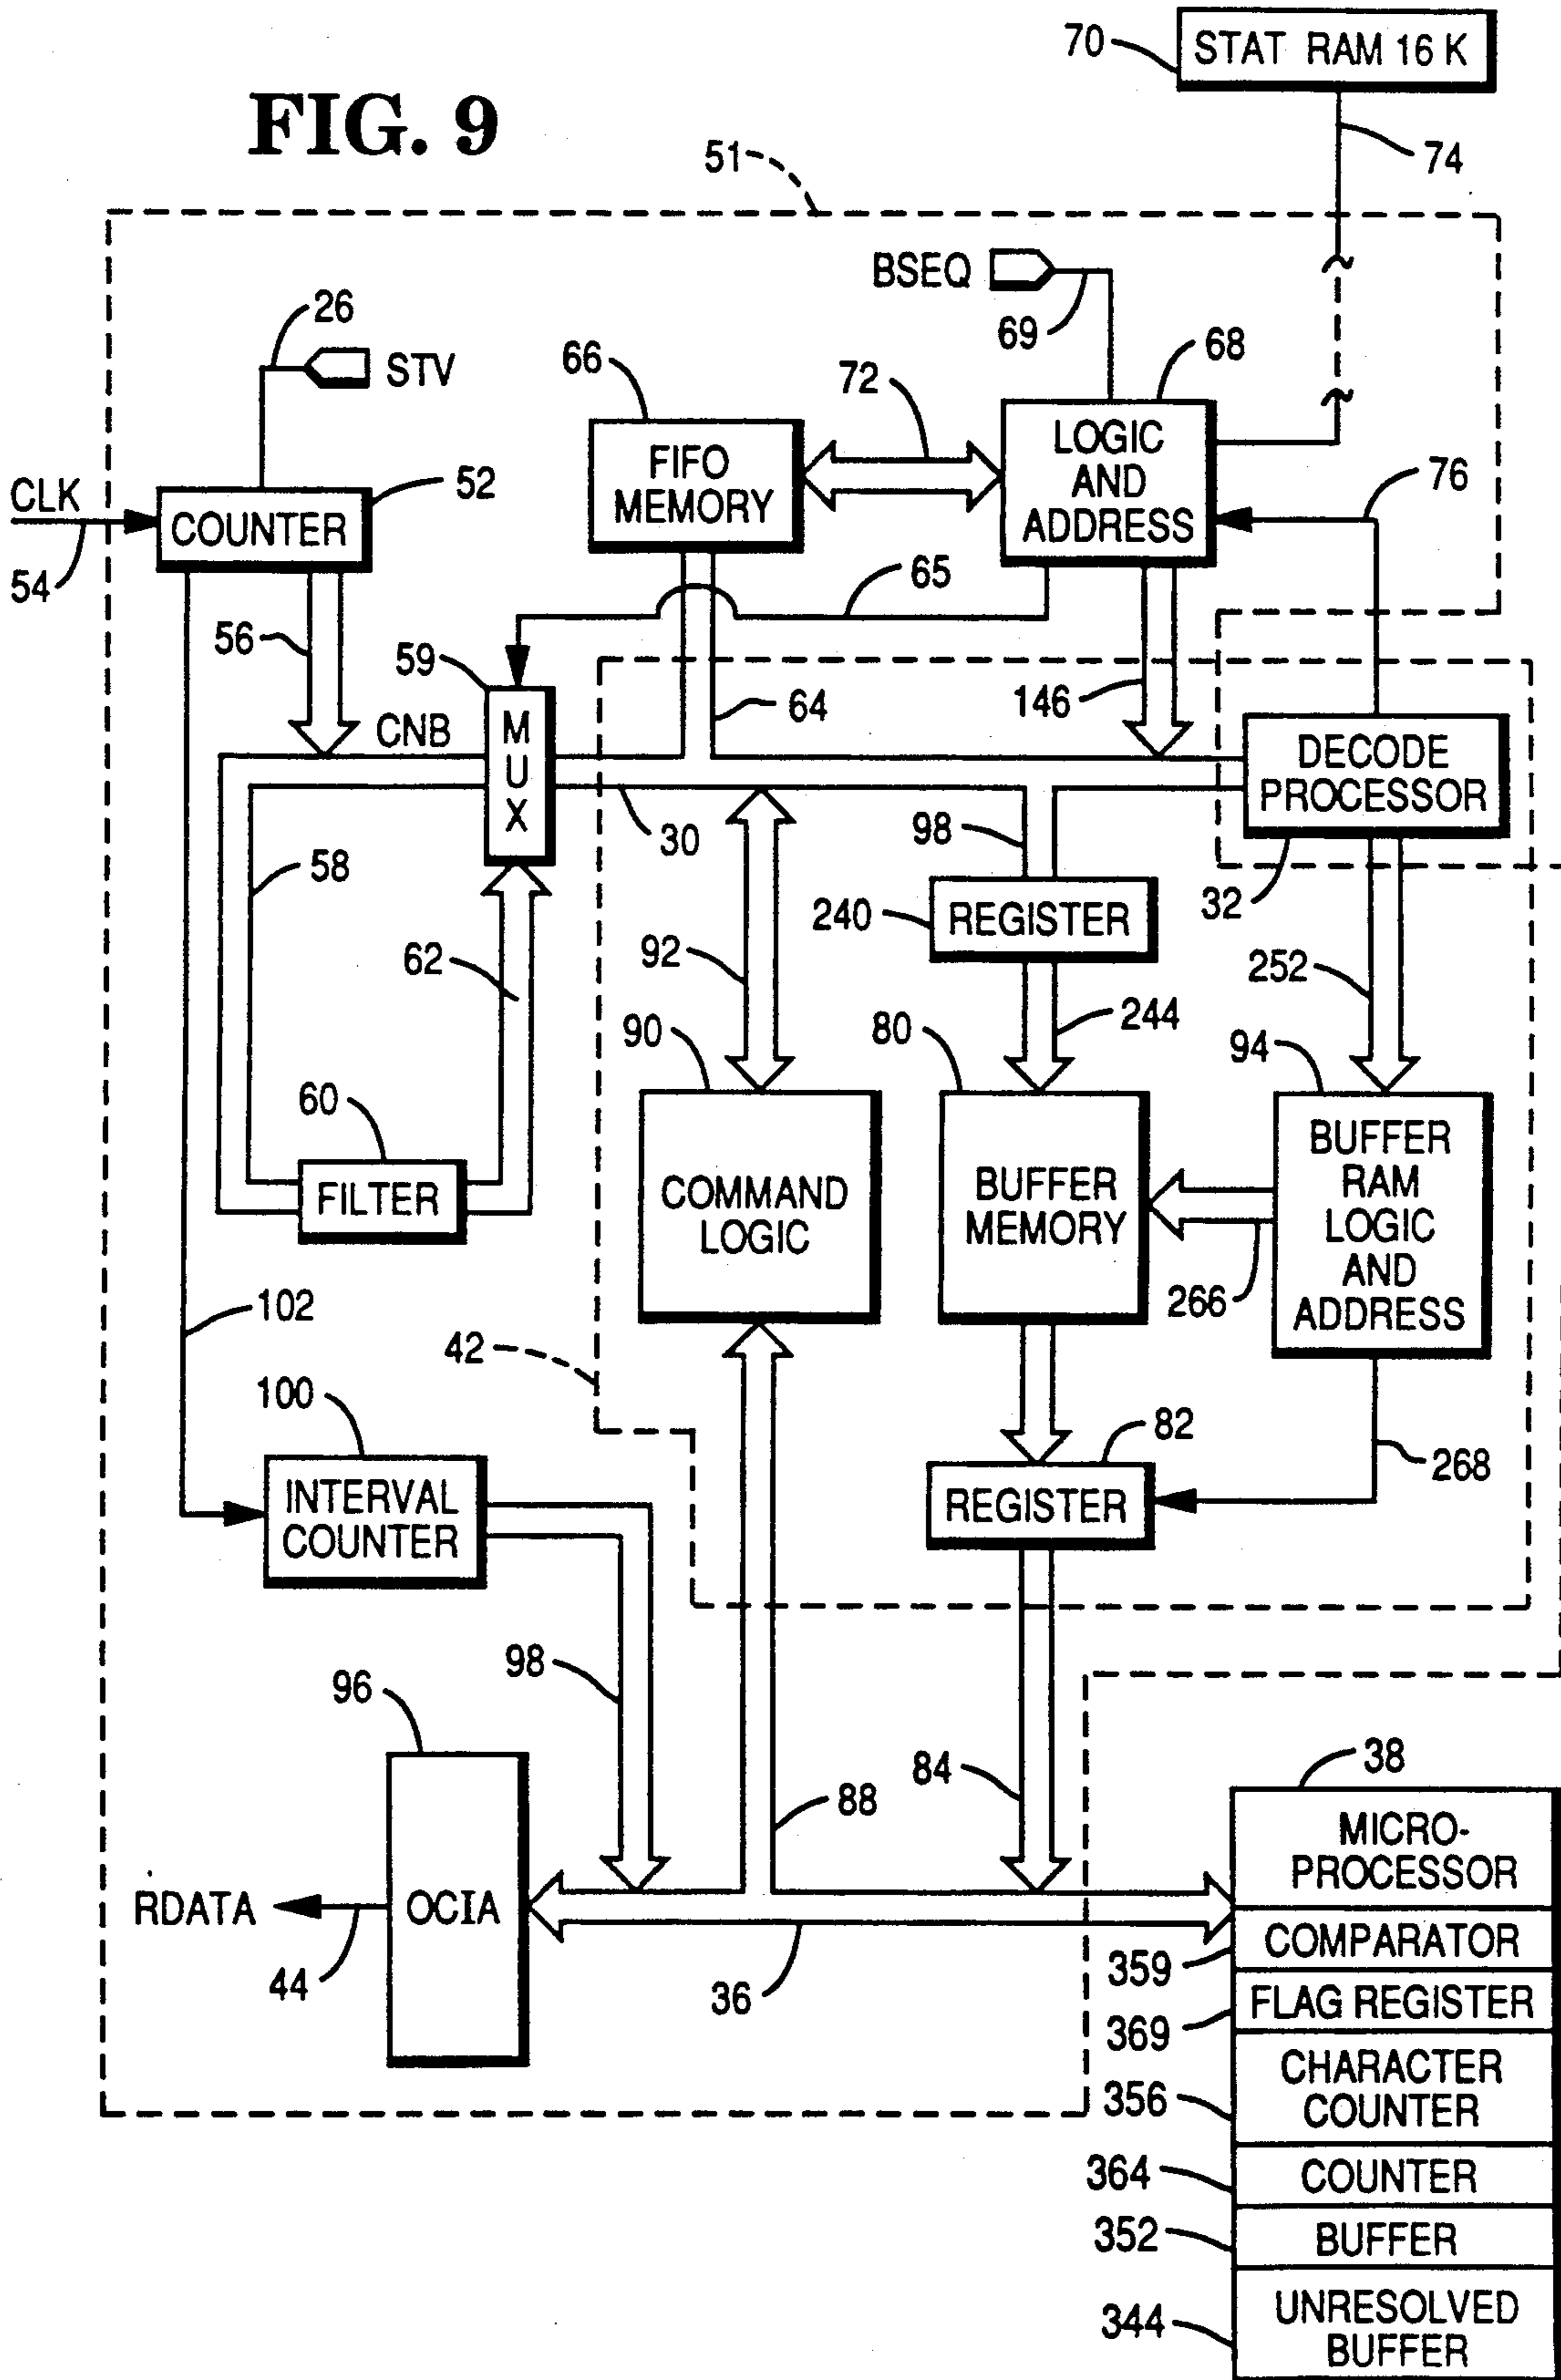 70
STAT RAM 16 K
FIG. 9
51
74
BSEQ
69
26
STV
66
72
68
CLK
54
52
COUNTER
FIFO
MEMORY
LOGIC
AND
ADDRESS
76
65
56
59
CNB
MUX
64
146
DECODE
PROCESSOR
30
98
32
58
62
92
240
REGISTER
252
244
90
80
94
60
FILTER
COMMAND
LOGIC
BUFFER
MEMORY
BUFFER
RAM
LOGIC
AND
ADDRESS
266
102
42
100
82
268
INTERVAL
COUNTER
REGISTER
98
96
84
88
38
MICRO-
PROCESSOR
RDATA
44
OCIA
36
359
COMPARATOR
369
FLAG REGISTER
356
CHARACTER
COUNTER
364
COUNTER
352
BUFFER
344
UNRESOLVED
BUFFER